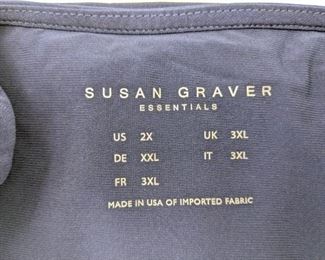 SUSAN GRAVER
ESSENTIALS
US 2X UK 3XL
DE XXL IT 3XL
FR 3XL
MADE IN USA OF IMPORTED FABRIC